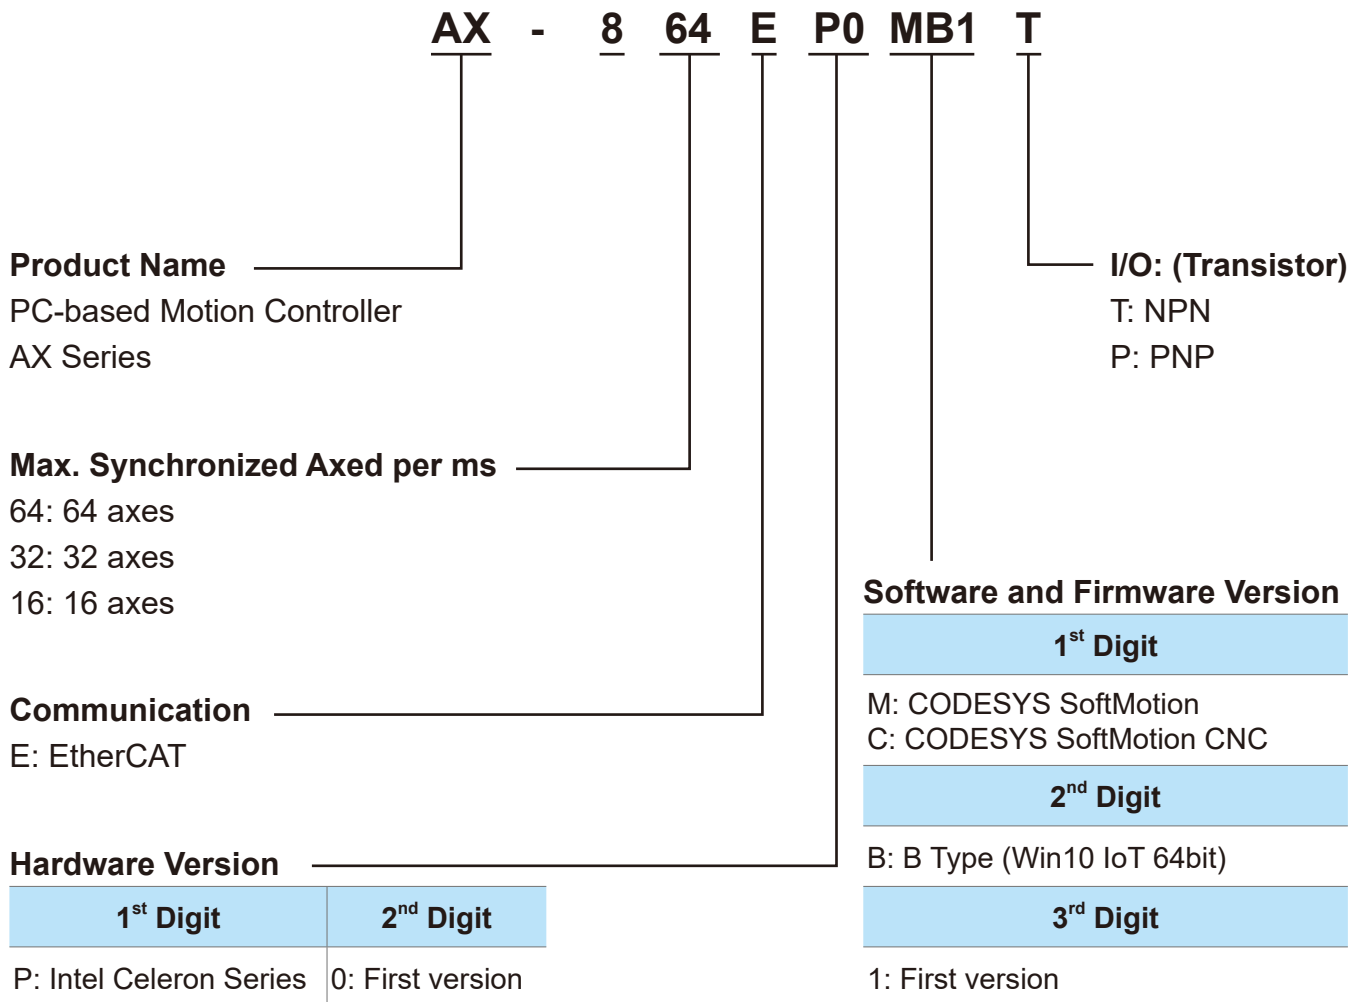 AX - 8 64 E P0 MB1 T
Product Name
PC-based Motion Controller
AX Series
I/O: (Transistor)
T: NPN
P: PNP
Max. Synchronized Axed per ms
64: 64 axes
32: 32 axes
16: 16 axes
Communication
E: EtherCAT
Hardware Version
1st Digit 2nd Digit
P: Intel Celeron Series 0: First version
Software and Firmware Version
1st Digit
M: CODESYS SoftMotion
C: CODESYS SoftMotion CNC
2nd Digit
B: B Type (Win10 IoT 64bit)
3rd Digit
1: First version